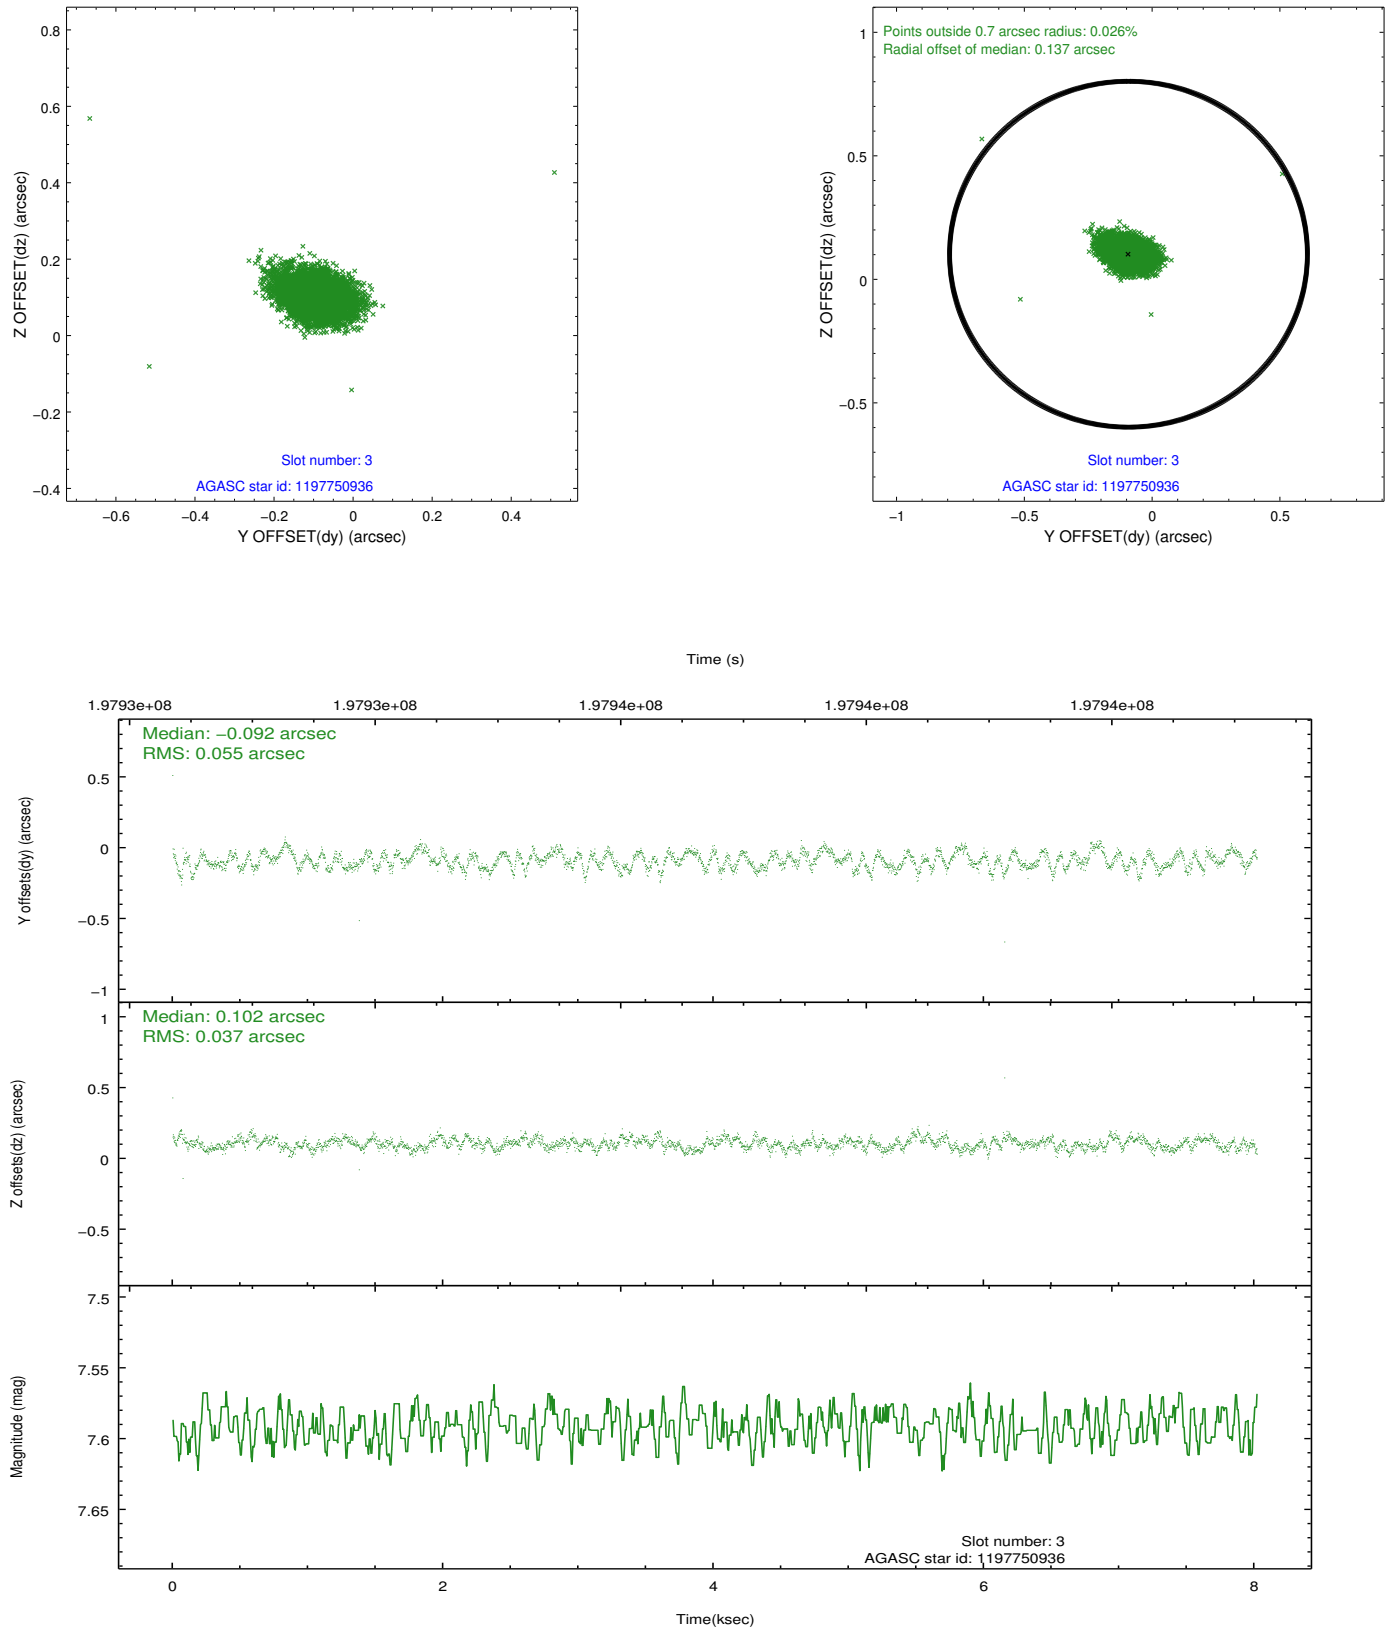 0.8
0.6
0.4
0.2
0
−0.2
−0.4
Z OFFSET(dz) (arcsec)
Slot number: 3
AGASC star id: 1197750936
−0.6 −0.4 −0.2 0 0.2 0.4
Y OFFSET(dy) (arcsec)
Points outside 0.7 arcsec radius: 0.026%
Radial offset of median: 0.137 arcsec
1
0.5
0
−0.5
Z OFFSET(dz) (arcsec)
Slot number: 3
AGASC star id: 1197750936
−1 −0.5 0 0.5
Y OFFSET(dy) (arcsec)
Time (s)
1.9793e+08 1.9793e+08 1.9794e+08 1.9794e+08 1.9794e+08
Median: −0.092 arcsec
RMS: 0.055 arcsec
0.5
0
−0.5
−1
Y offsets(dy) (arcsec)
Median: 0.102 arcsec
RMS: 0.037 arcsec
1
0.5
0
−0.5
Z offsets(dz) (arcsec)
7.5
7.55
7.6
7.65
Magnitude (mag)
Slot number: 3
AGASC star id: 1197750936
0 2 4 6 8
Time(ksec)